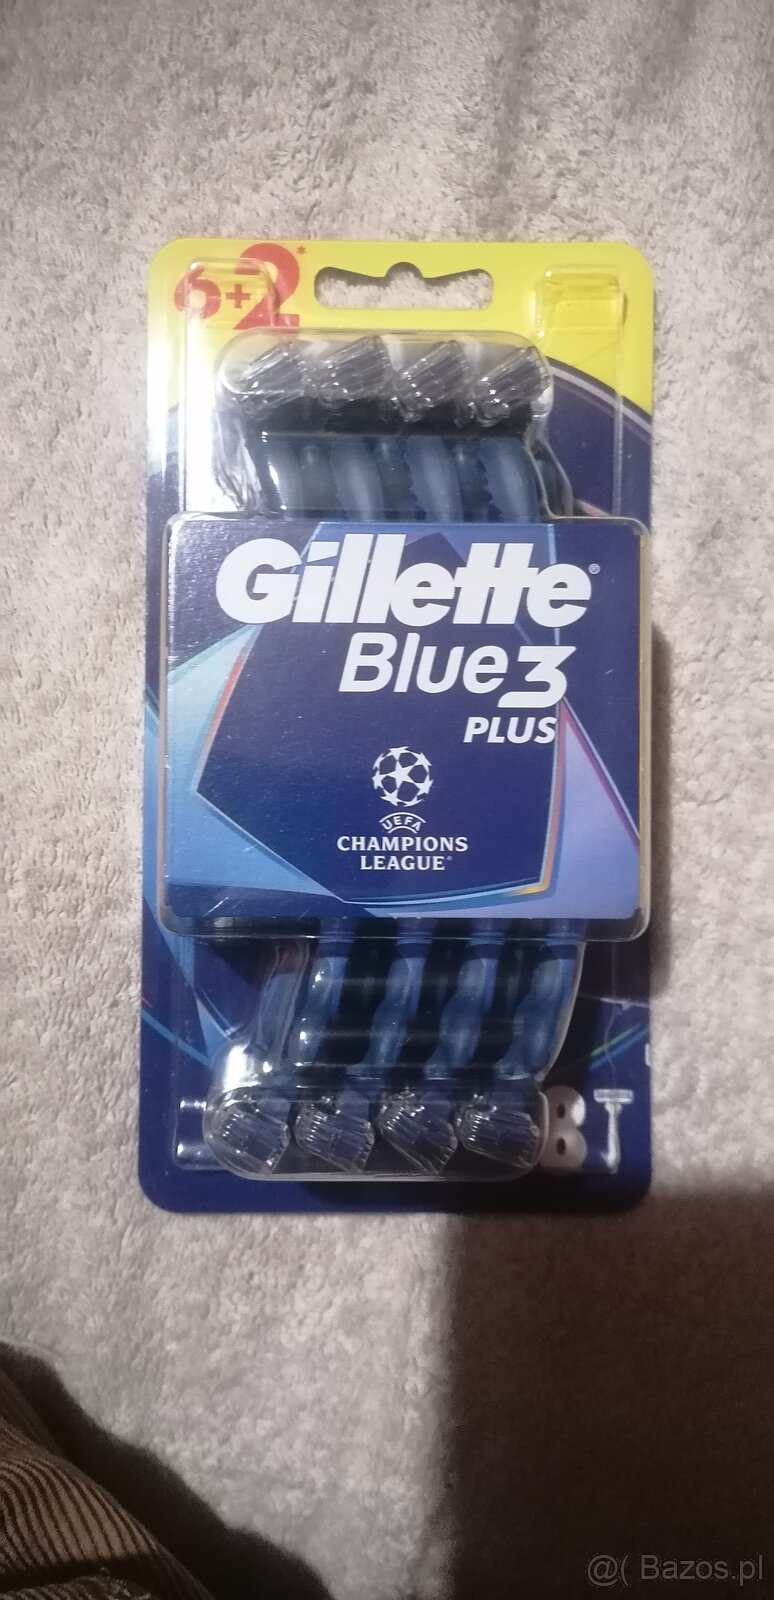 6+2*
Gillette®
Blue3
PLUS
UEFA
CHAMPIONS
LEAGUE®
8
@( Bazos.pl